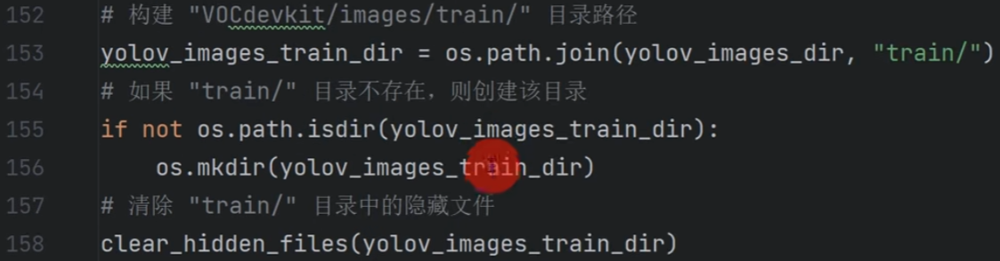 152 # 构建 "VOCdevkit/images/train/" 目录路径
153 yolov_images_train_dir = os.path.join(yolov_images_dir, "train/")
154 # 如果 "train/" 目录不存在，则创建该目录
155 if not os.path.isdir(yolov_images_train_dir):
156 os.mkdir(yolov_images_train_dir)
157 # 清除 "train/" 目录中的隐藏文件
158 clear_hidden_files(yolov_images_train_dir)